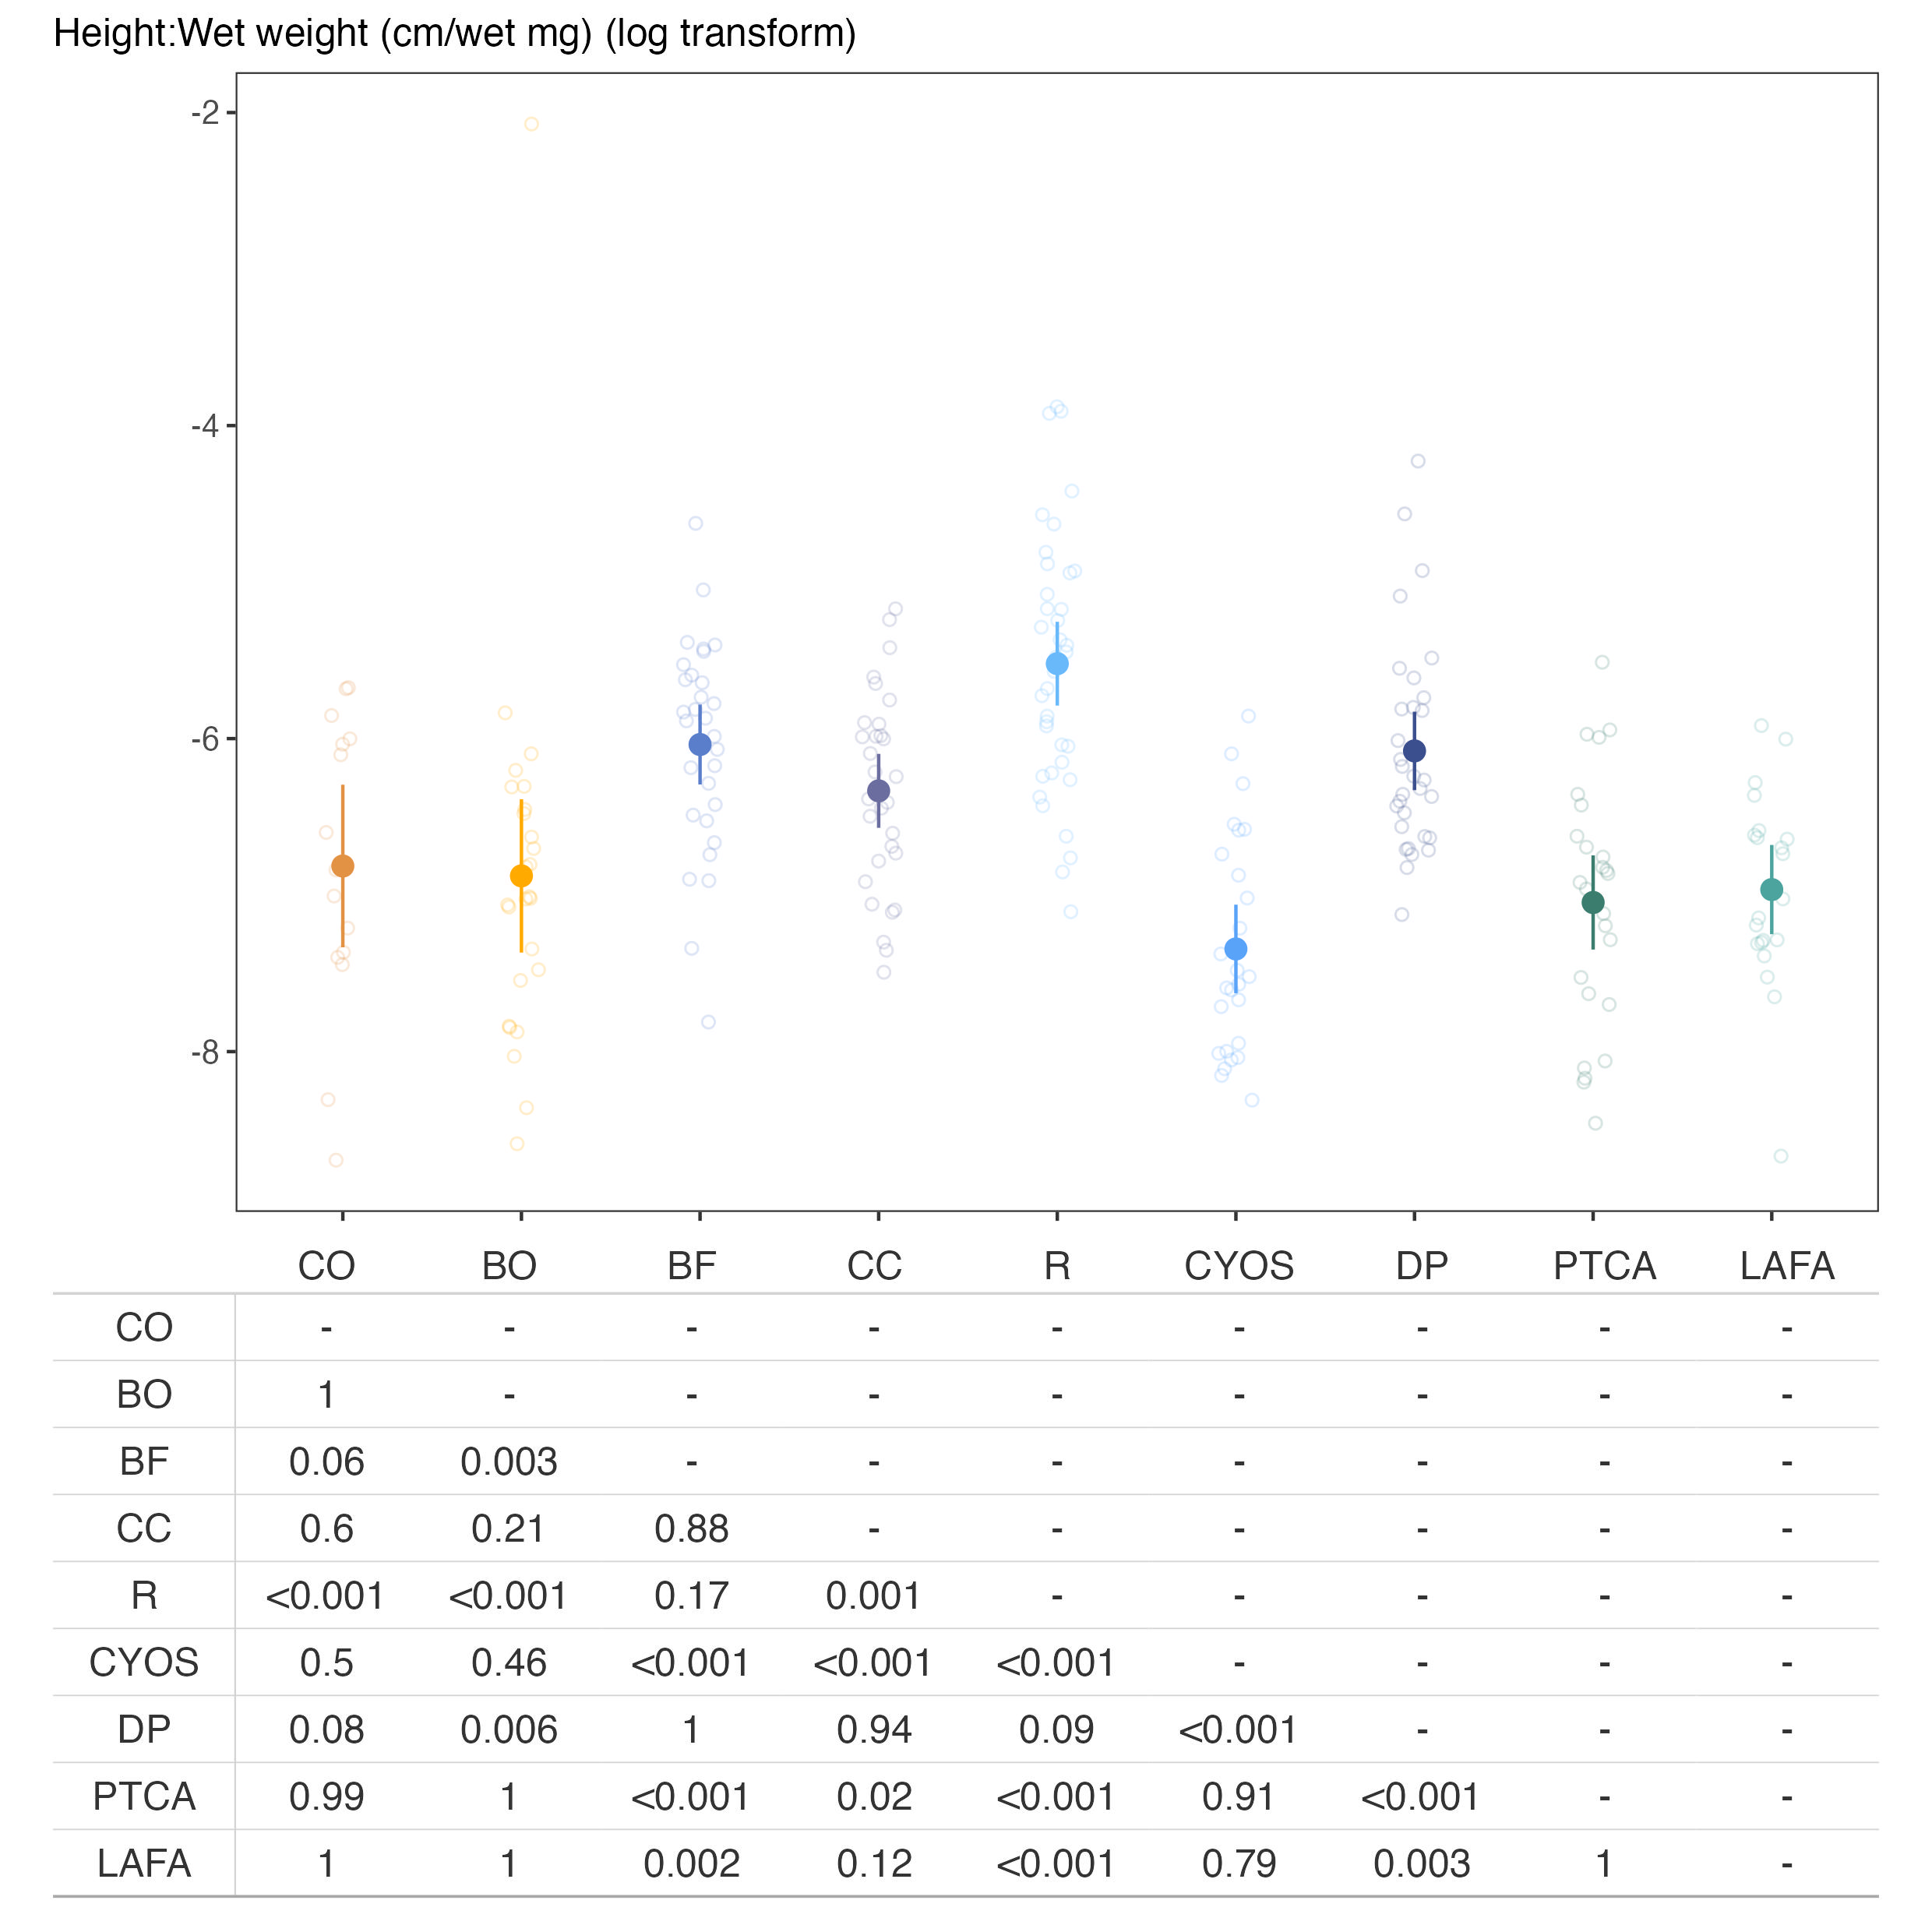 Height:Wet weight (cm/wet mg) (log transform)
-2
-4
-6
-8
CO BO BF CC R CYOS DP PTCA LAFA
CO - - - - - - - - -
BO 1 - - - - - - - -
BF 0.06 0.003 - - - - - - -
CC 0.6 0.21 0.88 - - - - - -
R <0.001 <0.001 0.17 0.001 - - - - -
CYOS 0.5 0.46 <0.001 <0.001 <0.001 - - - -
DP 0.08 0.006 1 0.94 0.09 <0.001 - - -
PTCA 0.99 1 <0.001 0.02 <0.001 0.91 <0.001 - -
LAFA 1 1 0.002 0.12 <0.001 0.79 0.003 1 -